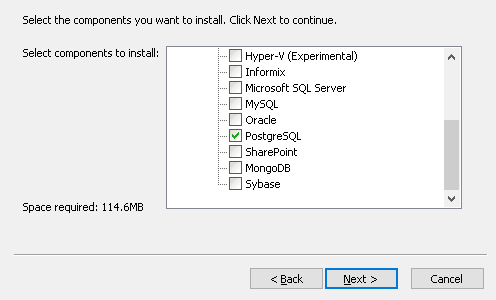 Select the components you want to install. Click Next to continue.
Select components to install:
Hyper-V (Experimental)
Informix
Microsoft SQL Server
MySQL
Oracle
PostgreSQL
SharePoint
MongoDB
Sybase
Space required: 114.6MB
< Back
Next >
Cancel